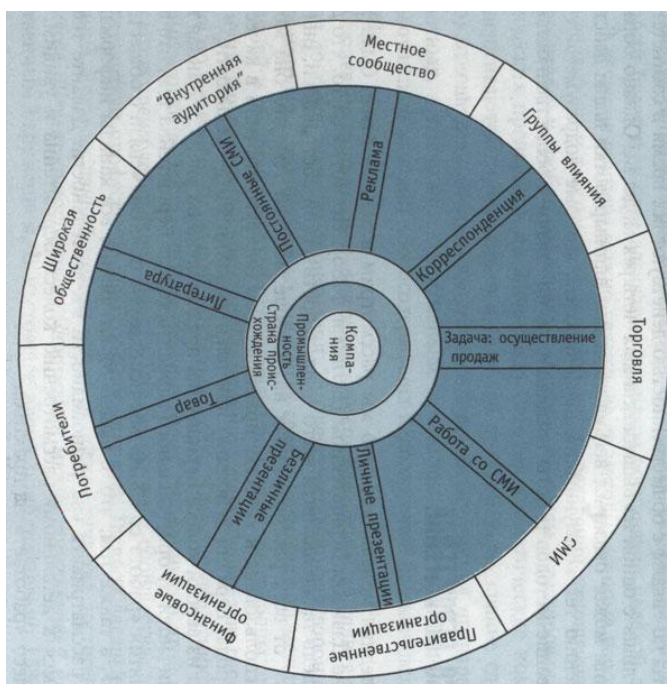 Местное
сообщество
Группы влияния
Торговля
СМИ
Правительственные
организации
Финансовые
организации
Потребители
Широкая
общественность
"Внутренняя
аудитория"
Реклама
Корреспонденция
Задача: осуществление
продаж
Работа со СМИ
Личные презентации
Безличные
презентации
Товар
Литература
Постоянные СМИ
Страна проис-
хождения
Промышлен-
ность
Компа-
ния